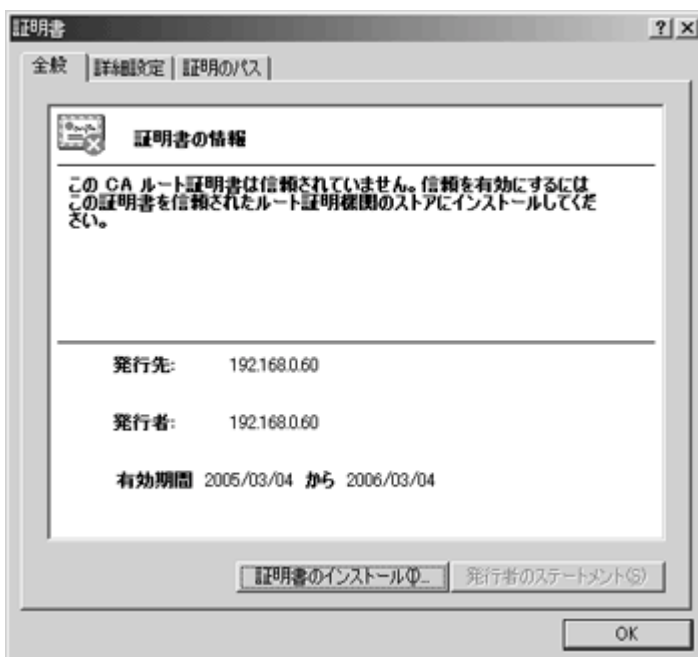 証明書
全般 詳細設定 証明のパス
証明書の情報
この CA ルート証明書は信頼されていません。信頼を有効にするには
この証明書を信頼されたルート証明機関のストアにインストールしてくだ
さい。
発行先: 192.168.0.60
発行者: 192.168.0.60
有効期間 2005/03/04 から 2006/03/04
証明書のインストール(I)... 発行者のステートメント(S)
OK